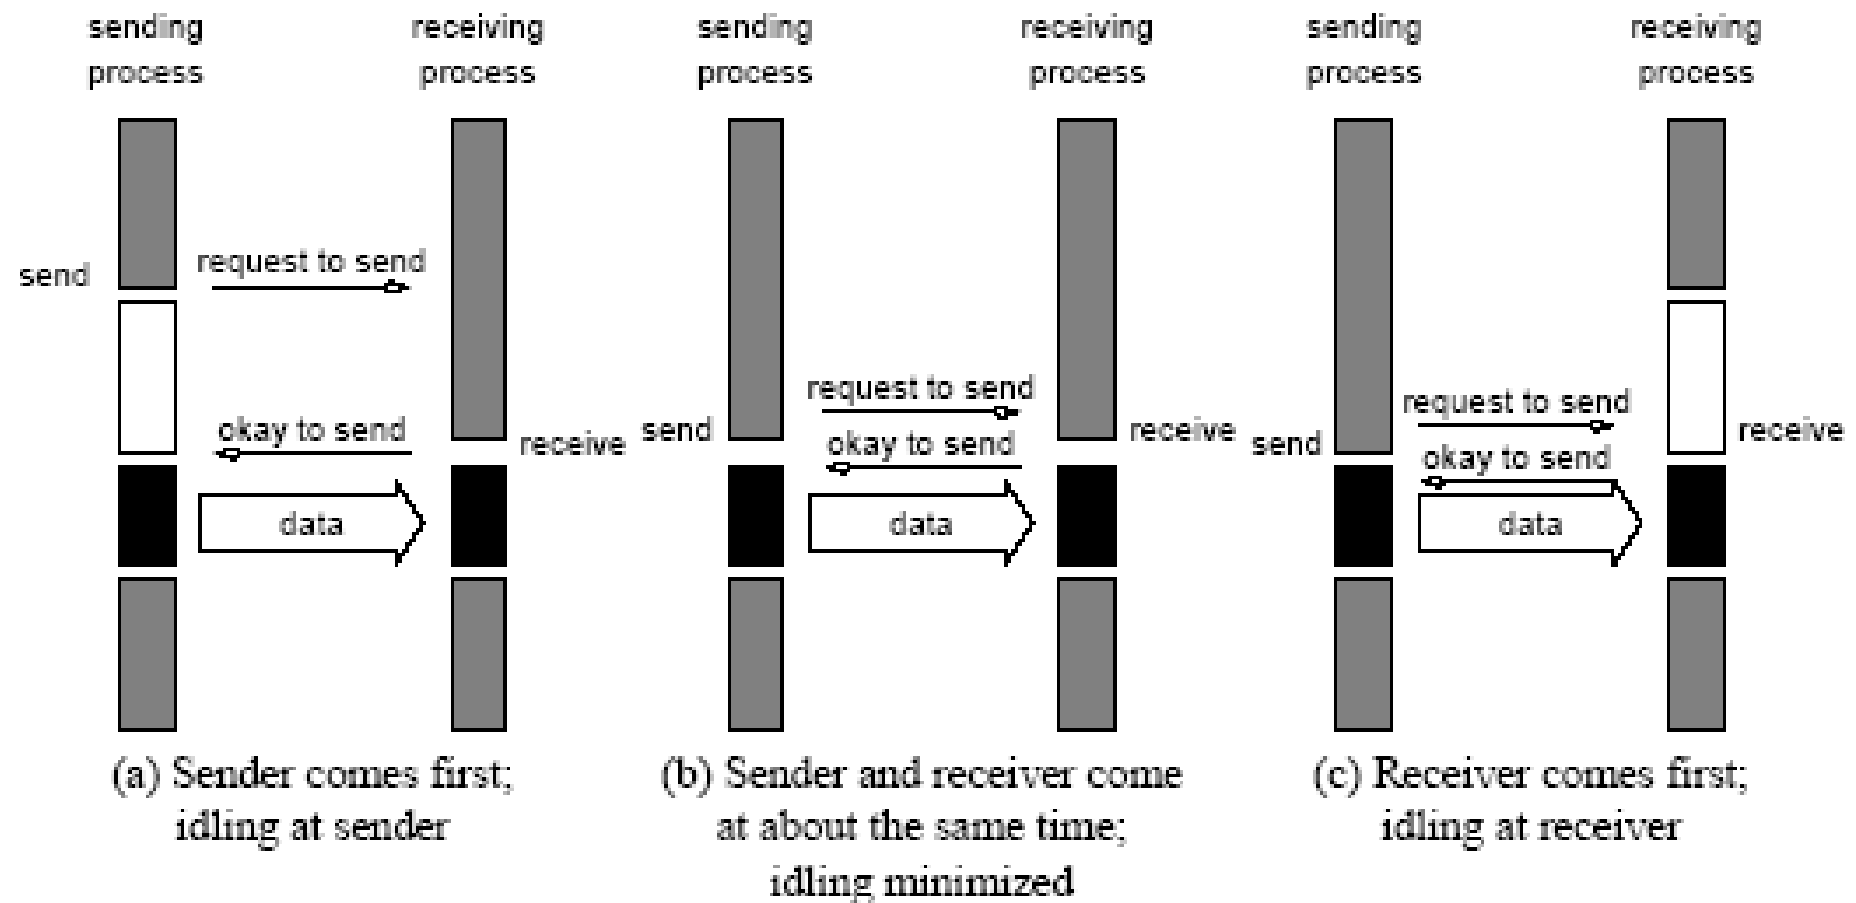 sending
process
receiving
process
sending
process
receiving
process
sending
process
receiving
process
send
request to send
okay to send
receive
data
send
request to send
okay to send
receive
data
send
request to send
okay to send
receive
data
(a) Sender comes first;
idling at sender
(b) Sender and receiver come
at about the same time;
idling minimized
(c) Receiver comes first;
idling at receiver